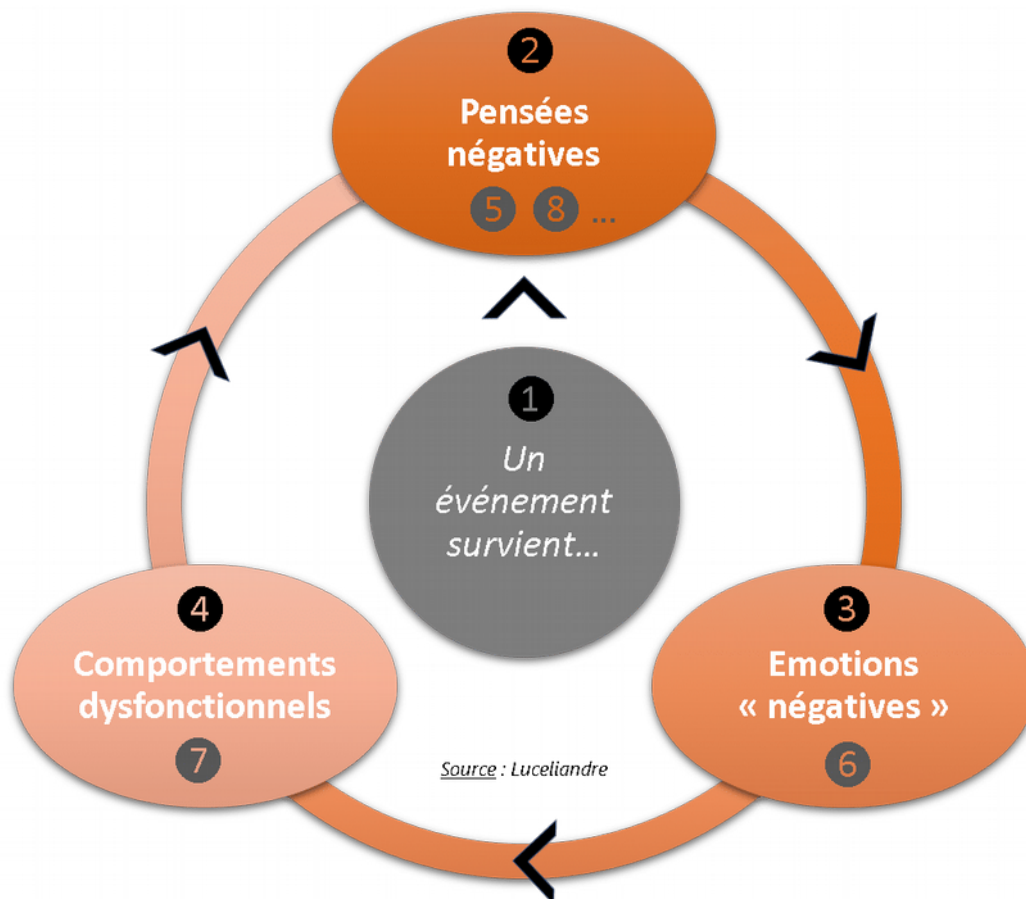 2
Pensées
négatives
5 8 ...
1
Un
événement
survient...
4
Comportements
dysfonctionnels
7
3
Emotions
« négatives »
6
Source : Luceliandre